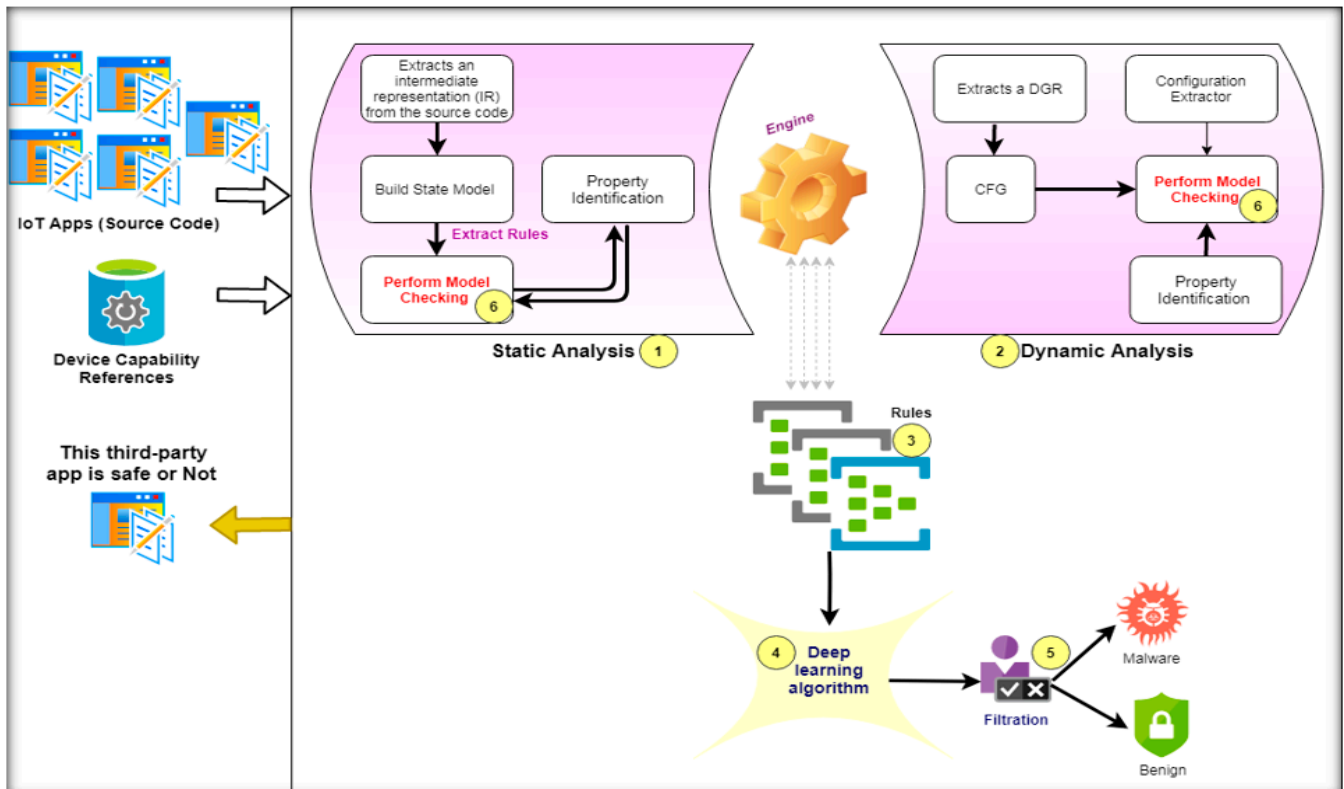 IoT Apps (Source Code)
Device Capability
References
This third-party
app is safe or Not
Extracts an
intermediate
representation (IR)
from the source code
Build State Model
Property
Identification
Extract Rules
Perform Model
Checking
6
Static Analysis
1
Engine
Extracts a DGR
Configuration
Extractor
CFG
Perform Model
Checking
6
Property
Identification
2
Dynamic Analysis
Rules
3
4
Deep
learning
algorithm
5
Filtration
Malware
Benign